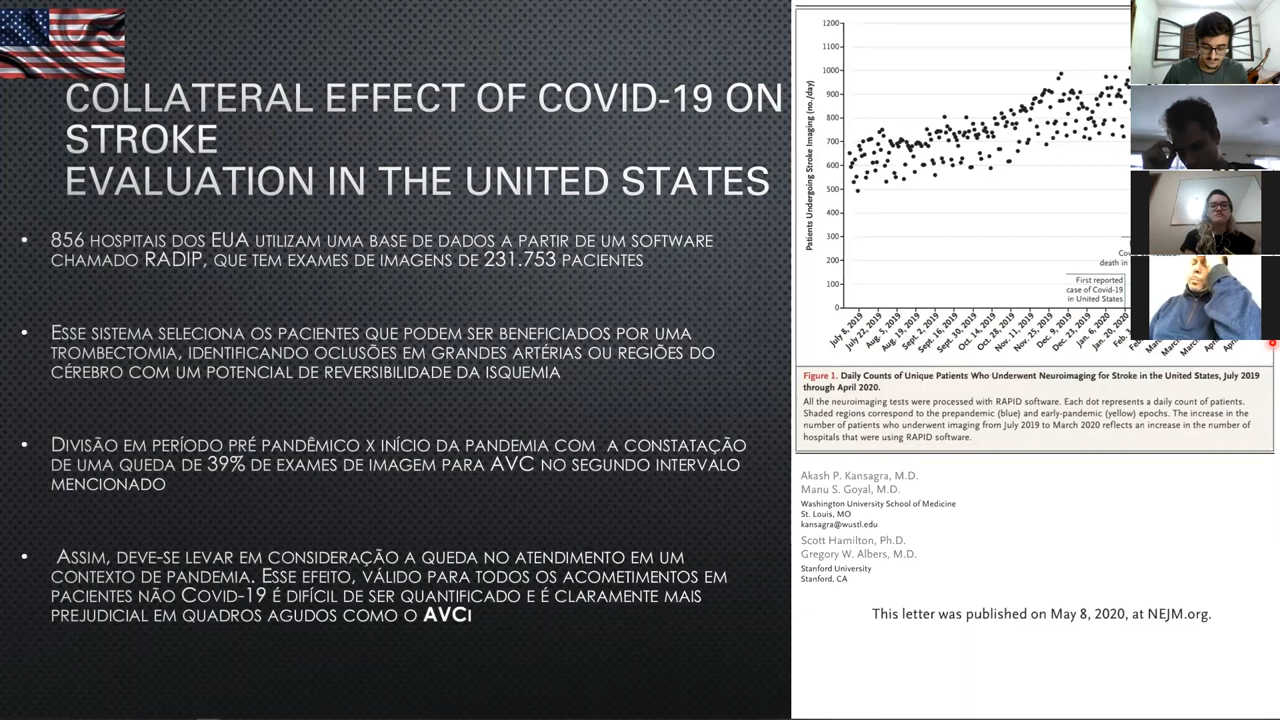 COLLATERAL EFFECT OF COVID-19 ON
STROKE
EVALUATION IN THE UNITED STATES
• 856 HOSPITAIS DOS EUA UTILIZAM UMA BASE DE DADOS A PARTIR DE UM SOFTWARE
CHAMADO RADIP, QUE TEM EXAMES DE IMAGENS DE 231.753 PACIENTES
• ESSE SISTEMA SELECIONA OS PACIENTES QUE PODEM SER BENEFICIADOS POR UMA
TROMBECTOMIA, IDENTIFICANDO OCLUSÕES EM GRANDES ARTÉRIAS OU REGIÕES DO
CÉREBRO COM UM POTENCIAL DE REVERSIBILIDADE DA ISQUEMIA
• DIVISÃO EM PERÍODO PRÉ PANDÊMICO X INÍCIO DA PANDEMIA COM A CONSTATAÇÃO
DE UMA QUEDA DE 39% DE EXAMES DE IMAGEM PARA AVC NO SEGUNDO INTERVALO
MENCIONADO
• ASSIM, DEVE-SE LEVAR EM CONSIDERAÇÃO A QUEDA NO ATENDIMENTO EM UM
CONTEXTO DE PANDEMIA. ESSE EFEITO, VÁLIDO PARA TODOS OS ACOMETIMENTOS EM
PACIENTES NÃO COVID-19 É DIFÍCIL DE SER QUANTIFICADO E É CLARAMENTE MAIS
PREJUDICIAL EM QUADROS AGUDOS COMO O AVCI
Patients Undergoing Stroke Imaging (no./day)
1200
1100
1000
900
800
700
600
500
400
300
200
100
0
death in
First reported
case of Covid-19
in United States
July 8, 2019
July 22, 2019
Aug. 5, 2019
Aug. 19, 2019
Sept. 2, 2019
Sept. 16, 2019
Sept. 30, 2019
Oct. 14, 2019
Oct. 28, 2019
Nov. 11, 2019
Nov. 25, 2019
Dec. 9, 2019
Dec. 23, 2019
Jan. 6, 2020
Jan. 20, 2020
Figure 1. Daily Counts of Unique Patients Who Underwent Neuroimaging for Stroke in the United States, July 2019
through April 2020.
All the neuroimaging tests were processed with RAPID software. Each dot represents a daily count of patients.
Shaded regions correspond to the prepandemic (blue) and early-pandemic (yellow) epochs. The increase in the
number of patients who underwent imaging from July 2019 to March 2020 reflects an increase in the number of
hospitals that were using RAPID software.
Akash P. Kansagra, M.D.
Manu S. Goyal, M.D.
Washington University School of Medicine
St. Louis, MO
kansagra@wustl.edu
Scott Hamilton, Ph.D.
Gregory W. Albers, M.D.
Stanford University
Stanford, CA
This letter was published on May 8, 2020, at NEJM.org.